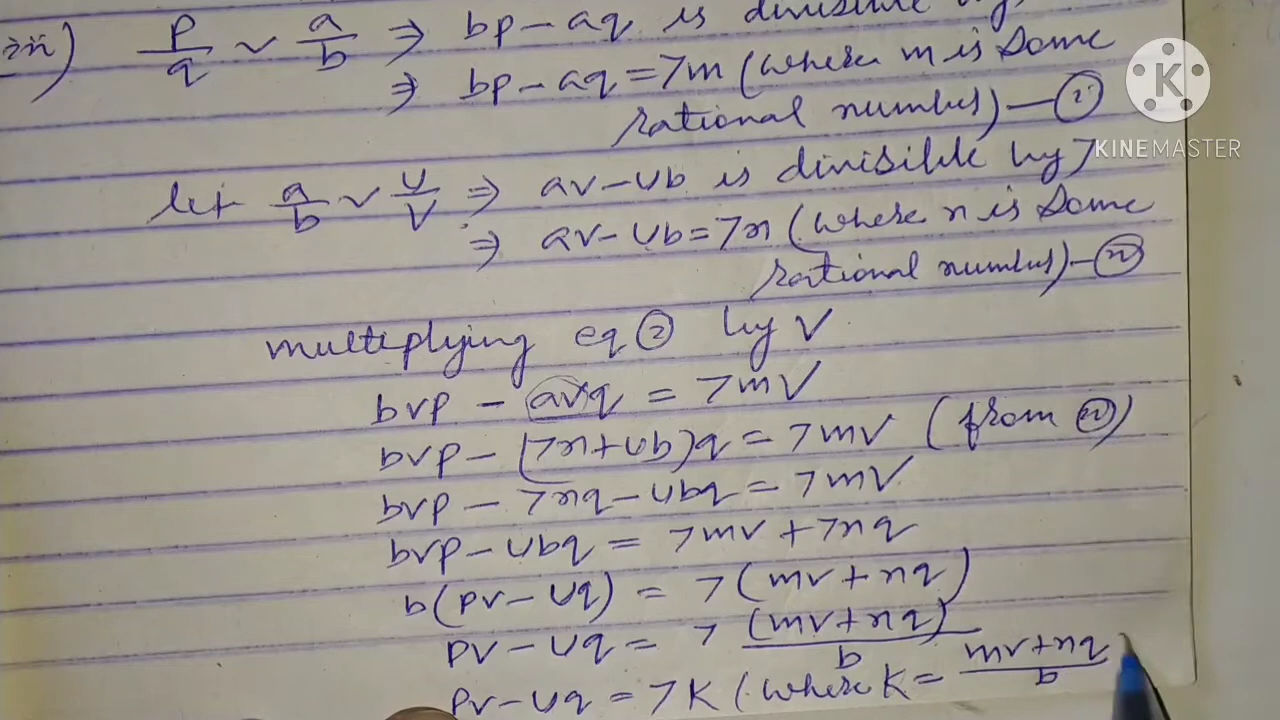 iii) p/q ~ a/b ⇒ bp - aq is divisible by 7
⇒ bp - aq = 7m (where m is some
rational number) — ①
let a/b ~ u/v ⇒ av - ub is divisible by 7
⇒ av - ub = 7n (where n is some
rational number) — ②
multiplying eq ② by v
bvp - avq = 7mv
bvp - (7n+ub)q = 7mv (from ②)
bvp - 7nq - ubq = 7mv
bvp - ubq = 7mv + 7nq
b(pv - uq) = 7(mv + nq)
pv - uq = 7 (mv + nq)/b
pv - uq = 7K (where K = mv + nq/b
KINEMASTER